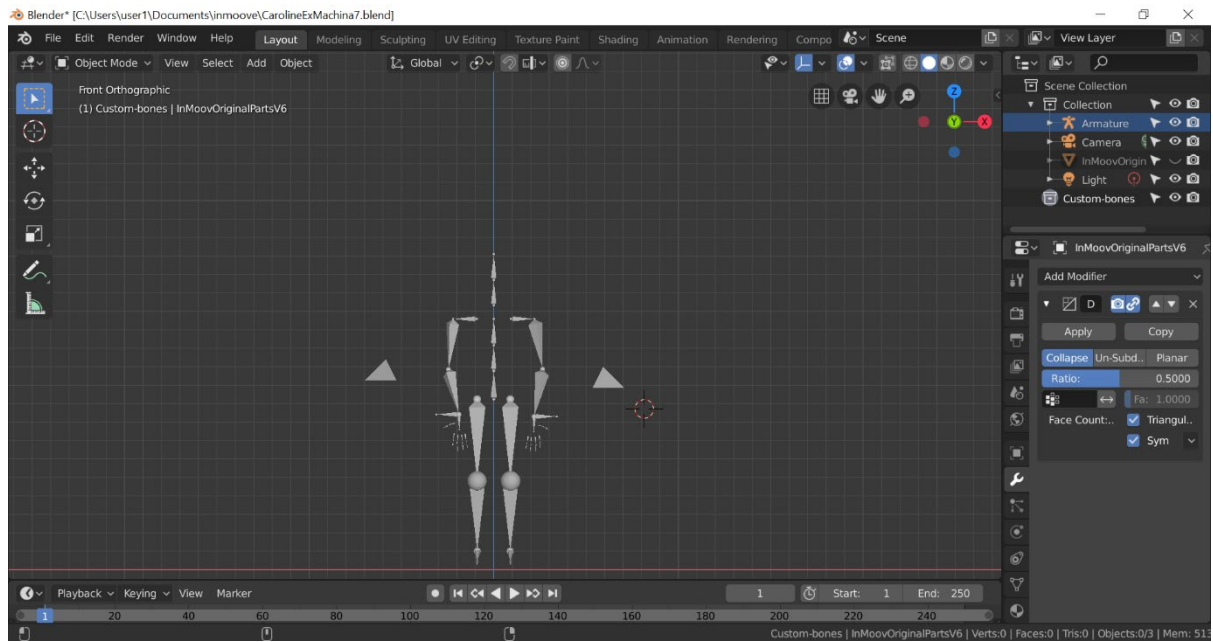 Blender* [C:\Users\user1\Documents\inmoove\CarolineExMachina7.blend]
File Edit Render Window Help Layout Modeling Sculpting UV Editing Texture Paint Shading Animation Rendering Compo Scene View Layer
Object Mode View Select Add Object Global
Front Orthographic
(1) Custom-bones | InMoovOriginalPartsV6
Z
Y
X
Scene Collection
Collection
Armature
Camera
InMoovOrigin
Light
Custom-bones
InMoovOriginalPartsV6
Add Modifier
D
Apply Copy
Collapse Un-Subd.. Planar
Ratio: 0.5000
Fa: 1.0000
Face Count:.. Triangul..
Sym
Playback Keying View Marker 1 Start: 1 End: 250
1 20 40 60 80 100 120 140 160 180 200 220 240
Custom-bones | InMoovOriginalPartsV6 | Verts:0 | Faces:0 | Tris:0 | Objects:0/3 | Mem: 51